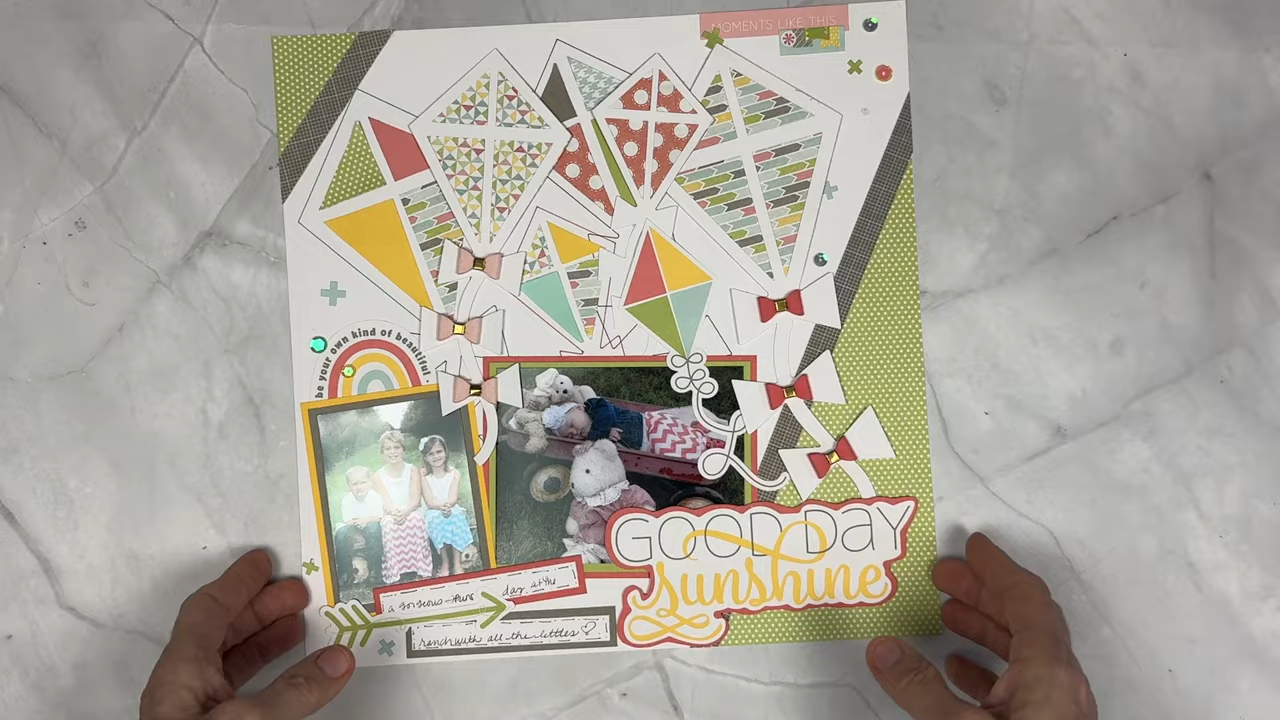 MOMENTS LIKE THIS
be your own kind of beautiful.
GOOD DAY
sunshine
a gorgeous day at the
ranch with all the littles